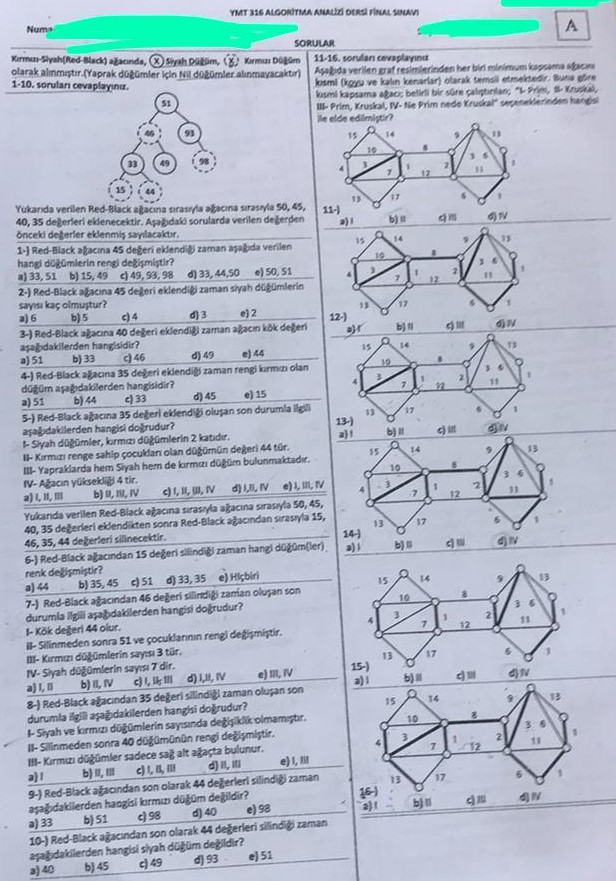 YMT 316 ALGORİTMA ANALİZİ DERSİ FİNAL SINAVI
Numa
A
SORULAR
Kırmızı-Siyah(Red-Black) ağacında, (X) Siyah Düğüm, (X) Kırmızı Düğüm
olarak alınmıştır.(Yaprak düğümler için Nil düğümler alınmayacaktır)
1-10. soruları cevaplayınız.
51
46
93
33
49
98
15
44
Yukarıda verilen Red-Black ağacına sırasıyla ağacına sırasıyla 50, 45,
40, 35 değerleri eklenecektir. Aşağıdaki sorularda verilen değerden
önceki değerler eklenmiş sayılacaktır.
1-) Red-Black ağacına 45 değeri eklendiği zaman aşağıda verilen
hangi düğümlerin rengi değişmiştir?
a) 33, 51 b) 15, 49 c) 49, 93, 98 d) 33, 44,50 e) 50, 51
2-) Red-Black ağacına 45 değeri eklendiği zaman siyah düğümlerin
sayısı kaç olmuştur?
a) 6 b) 5 c) 4 d) 3 e) 2
3-) Red-Black ağacına 40 değeri eklendiği zaman ağacın kök değeri
aşağıdakilerden hangisidir?
a) 51 b) 33 c) 46 d) 49 e) 44
4-) Red-Black ağacına 35 değeri eklendiği zaman rengi kırmızı olan
düğüm aşağıdakilerden hangisidir?
a) 51 b) 44 c) 33 d) 45 e) 15
5-) Red-Black ağacına 35 değeri eklendiği oluşan son durumla ilgili
aşağıdakilerden hangisi doğrudur?
I- Siyah düğümler, kırmızı düğümlerin 2 katıdır.
II- Kırmızı renge sahip çocukları olan düğümün değeri 44 tür.
III- Yapraklarda hem Siyah hem de kırmızı düğüm bulunmaktadır.
IV- Ağacın yüksekliği 4 tir.
a) I, II, III b) II, III, IV c) I, II, III, IV d) I,II, IV e) I, III, IV
Yukarıda verilen Red-Black ağacına sırasıyla ağacına sırasıyla 50, 45,
40, 35 değerleri eklendikten sonra Red-Black ağacından sırasıyla 15,
46, 35, 44 değerleri silinecektir.
6-) Red-Black ağacından 15 değeri silindiği zaman hangi düğüm(ler)
renk değişmiştir?
a) 44 b) 35, 45 c) 51 d) 33, 35 e) Hiçbiri
7-) Red-Black ağacından 46 değeri silindiği zaman oluşan son
durumla ilgili aşağıdakilerden hangisi doğrudur?
I- Kök değeri 44 olur.
II- Silinmeden sonra 51 ve çocuklarının rengi değişmiştir.
III- Kırmızı düğümlerin sayısı 3 tür.
IV- Siyah düğümlerin sayısı 7 dir.
a) I, II b) II, IV c) I, II, III d) I,II, IV e) III, IV
8-) Red-Black ağacından 35 değeri silindiği zaman oluşan son
durumla ilgili aşağıdakilerden hangisi doğrudur?
I- Siyah ve kırmızı düğümlerin sayısında değişiklik olmamıştır.
II- Silinmeden sonra 40 düğümünün rengi değişmiştir.
III- Kırmızı düğümler sadece sağ alt ağaçta bulunur.
a) I b) II, III c) I, II, III d) II, III e) I, III
9-) Red-Black ağacından son olarak 44 değerleri silindiği zaman
aşağıdakilerden hangisi kırmızı düğüm değildir?
a) 33 b) 51 c) 98 d) 40 e) 98
10-) Red-Black ağacından son olarak 44 değerleri silindiği zaman
aşağıdakilerden hangisi siyah düğüm değildir?
a) 40 b) 45 c) 49 d) 93 e) 51
11-16. soruları cevaplayınız
Aşağıda verilen graf resimlerinden her biri minimum kapsama ağacını
kısmi (koyu ve kalın kenarlar) olarak temsil etmektedir. Buna göre
kısmi kapsama ağacı; belirli bir süre çalıştırılan; "I- Prim, II- Kruskal,
III- Prim, Kruskal, IV- Ne Prim nede Kruskal" seçeneklerinden hangisi
ile elde edilmiştir?
15 14 9 13
10 8
4 3 7 1 12 2 3 6 11 1
13 17 6 1
11-)
a) I b) II c) III d) IV
15 14 9 13
10 8
4 3 7 1 12 2 3 6 11 1
13 17 6 1
12-)
a) I b) II c) III d) IV
15 14 9 13
10 8
4 3 7 1 12 2 3 6 11 1
13 17 6 1
13-)
a) I b) II c) III d) IV
15 14 9 13
10 8
4 3 7 1 12 2 3 6 11 1
13 17 6 1
14-)
a) I b) II c) III d) IV
15 14 9 13
10 8
4 3 7 1 12 2 3 6 11 1
13 17 6 1
15-)
a) I b) II c) III d) IV
15 14 9 13
10 8
4 3 7 1 12 2 3 6 11 1
13 17 6 1
16-)
a) I b) II c) III d) IV